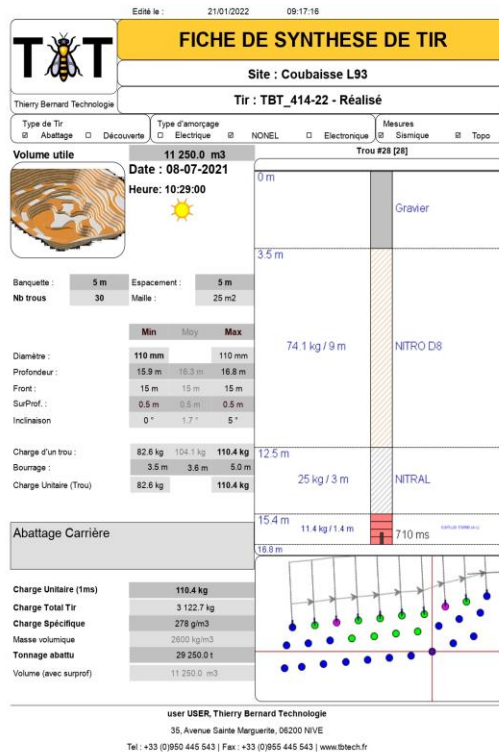 Edité le : 21/01/2022 09:17:16
TBT
Thierry Bernard Technologie
FICHE DE SYNTHESE DE TIR
Site : Coubaisse L93
Tir : TBT_414-22 - Réalisé
Type de Tir
Abattage Découverte
Type d'amorçage
Electrique NONEL Electronique
Mesures
Sismique Topo
Volume utile 11 250.0 m3
Date : 08-07-2021
Heure: 10:29:00
Banquette : 5 m Espacement : 5 m
Nb trous 30 Maille : 25 m2
Min Moy Max
Diamètre : 110 mm 110 mm
Profondeur : 15.9 m 16.3 m 16.8 m
Front : 15 m 15 m 15 m
SurProf. : 0.5 m 0.5 m 0.5 m
Inclinaison 0 ° 1.7 ° 5 °
Charge d'un trou : 82.6 kg 104.1 kg 110.4 kg
Bourrage : 3.5 m 3.6 m 5.0 m
Charge Unitaire (Trou) 82.6 kg 110.4 kg
Abattage Carrière
Charge Unitaire (1ms) 110.4 kg
Charge Total Tir 3 122.7 kg
Charge Spécifique 278 g/m3
Masse volumique 2600 kg/m3
Tonnage abattu 29 250.0 t
Volume (avec surprof) 11 250.0 m3
Trou #28 [28]
0 m
Gravier
3.5 m
74.1 kg / 9 m NITRO D8
12.5 m
25 kg / 3 m NITRAL
15.4 m
11.4 kg / 1.4 m 710 ms
16.8 m
user USER, Thierry Bernard Technologie
35, Avenue Sainte Marguerite, 06200 NIVE
Tel : +33 (0)950 445 543 | Fax : +33 (0)955 445 543 | www.tbtech.fr